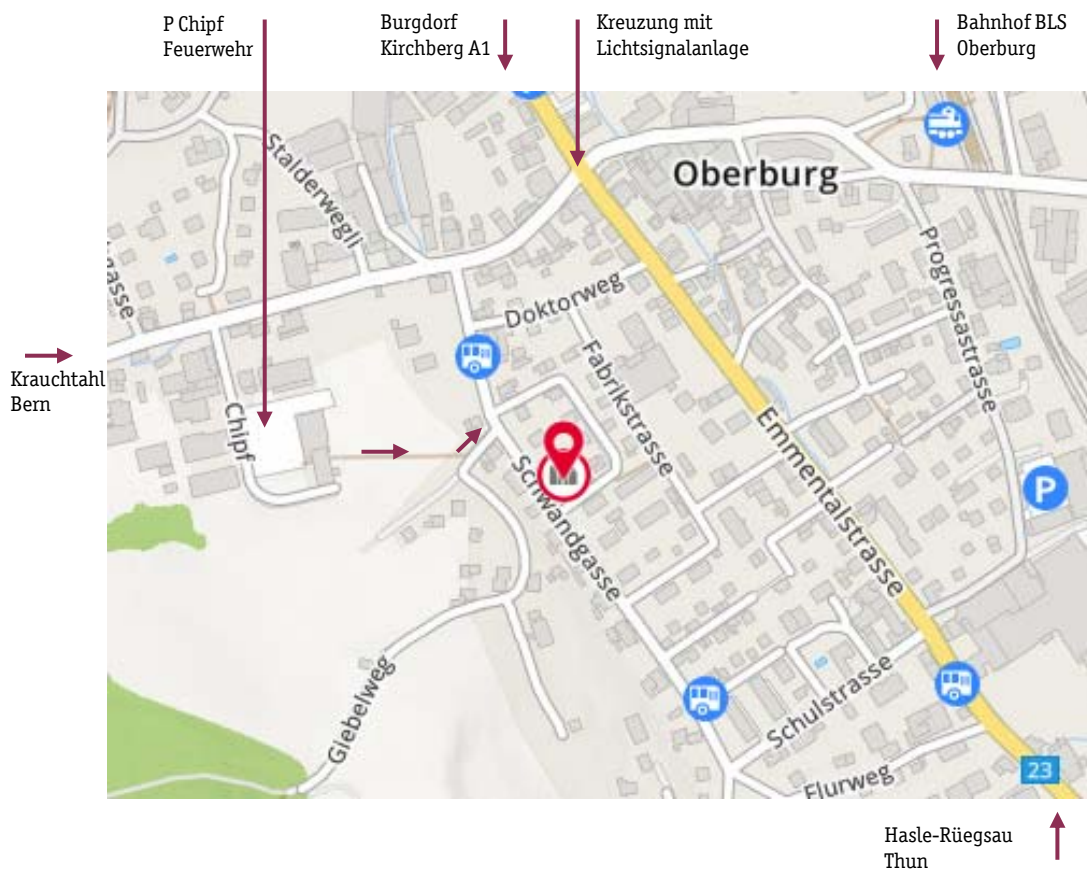 P Chipf
Feuerwehr
Burgdorf
Kirchberg A1
Kreuzung mit
Lichtsignalanlage
Bahnhof BLS
Oberburg
Oberburg
Stalderwegli
gasse
Doktorweg
Progressastrasse
Krauchtahl
Bern
Chipf
Fabrikstrasse
Emmentalstrasse
Schwandgasse
P
Giebelweg
Schulstrasse
Flurweg
23
Hasle-Rüegsau
Thun